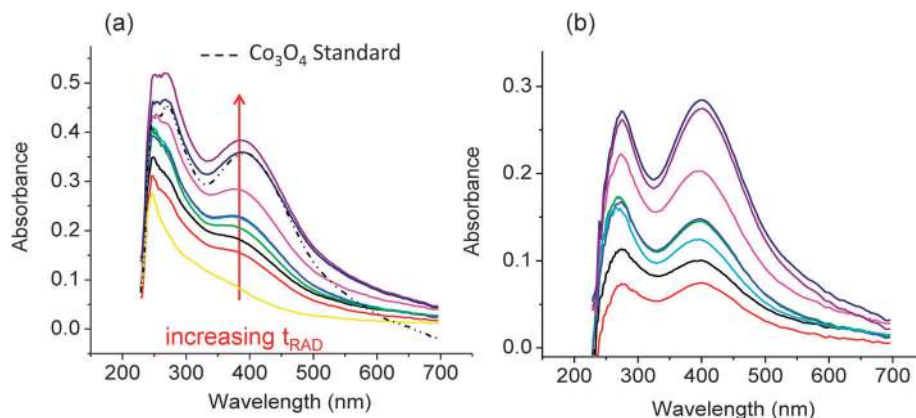 (a)
Co₃O₄ Standard
0.5
0.4
0.3
0.2
0.1
0.0
Absorbance
increasing t_RAD
200 300 400 500 600 700
Wavelength (nm)
(b)
0.3
0.2
0.1
0.0
Absorbance
200 300 400 500 600 700
Wavelength (nm)